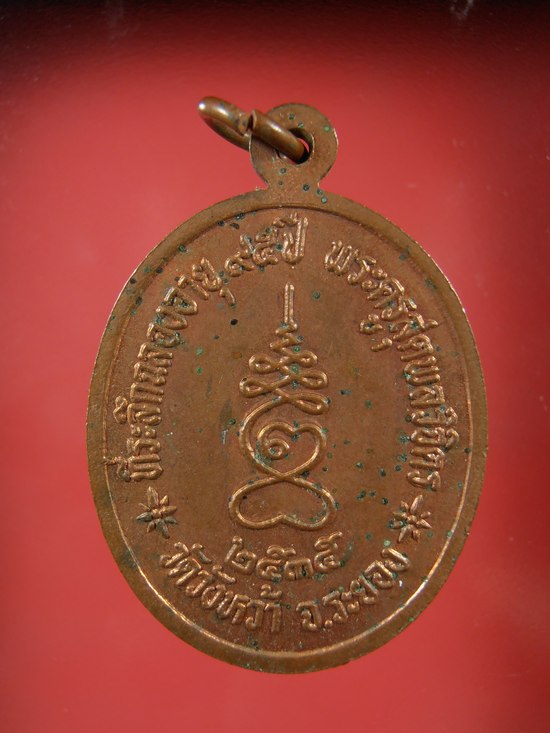 ที่ระลึกฉลองอายุ ๙๕ ปี พระครูสุตพลวิจิตร
๒๕๓๕
วัดวังหว้า จ.ระยอง